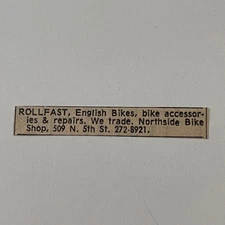 ROLLFAST, English Bikes, bike accessor-
ies & repairs. We trade. Northside Bike
Shop, 509 N. 5th St. 272-8921.